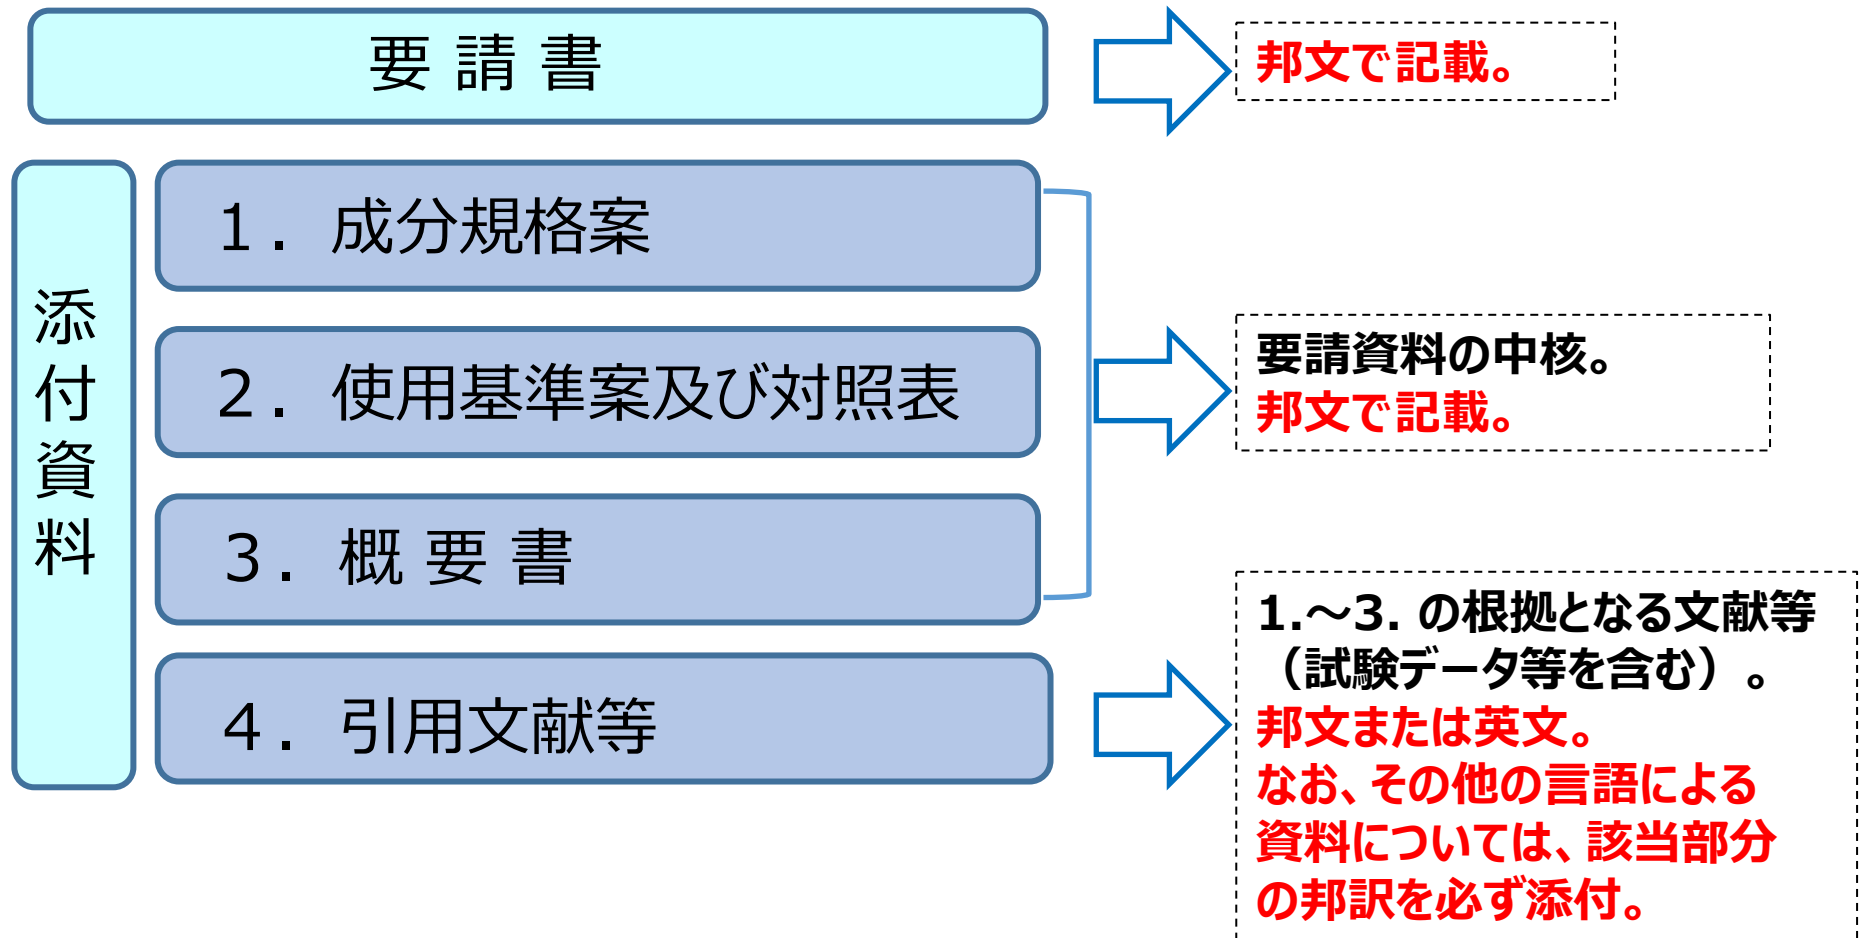 要 請 書
邦文で記載。
添付資料
１．成分規格案
２．使用基準案及び対照表
３．概 要 書
要請資料の中核。
邦文で記載。
４．引用文献等
1.～3. の根拠となる文献等
（試験データ等を含む）。
邦文または英文。
なお、その他の言語による
資料については、該当部分
の邦訳を必ず添付。